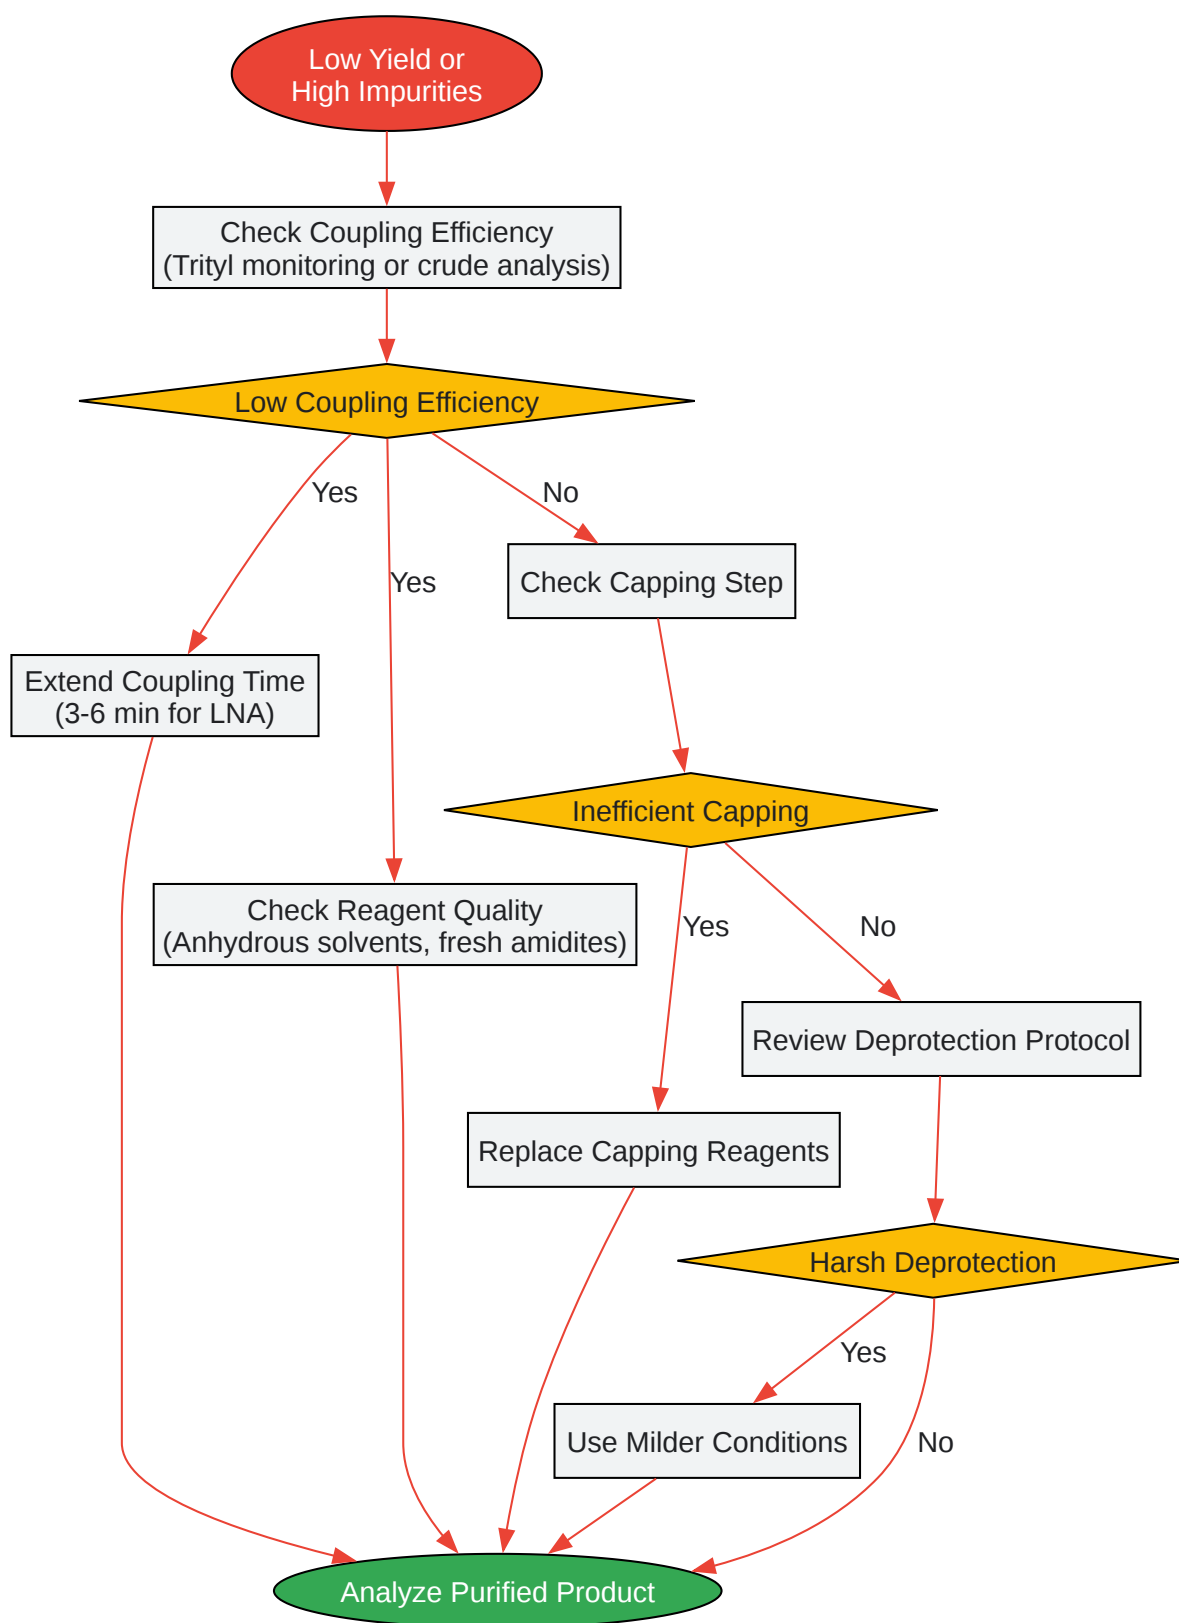 Low Yield or
High Impurities
Check Coupling Efficiency
(Trityl monitoring or crude analysis)
Low Coupling Efficiency
Yes
No
Yes
Check Capping Step
Extend Coupling Time
(3-6 min for LNA)
Inefficient Capping
Check Reagent Quality
(Anhydrous solvents, fresh amidites)
Yes
No
Review Deprotection Protocol
Replace Capping Reagents
Harsh Deprotection
Yes
Use Milder Conditions
No
Analyze Purified Product